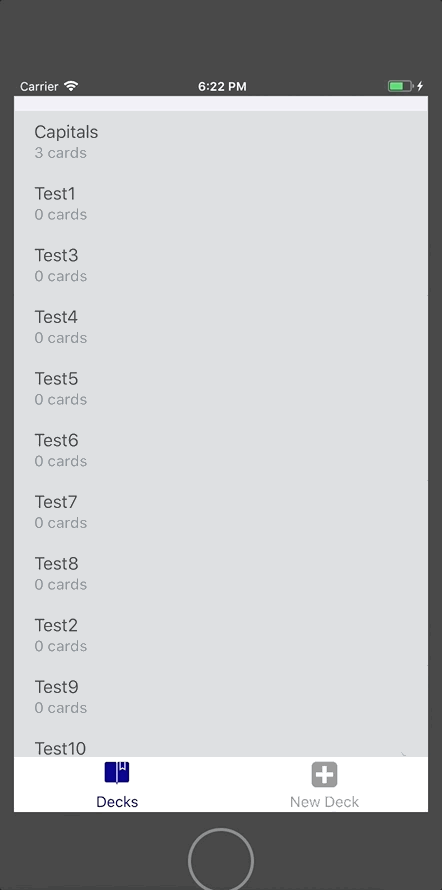 Carrier 6:22 PM
Capitals
3 cards
Test1
0 cards
Test3
0 cards
Test4
0 cards
Test5
0 cards
Test6
0 cards
Test7
0 cards
Test8
0 cards
Test2
0 cards
Test9
0 cards
Test10
Decks New Deck